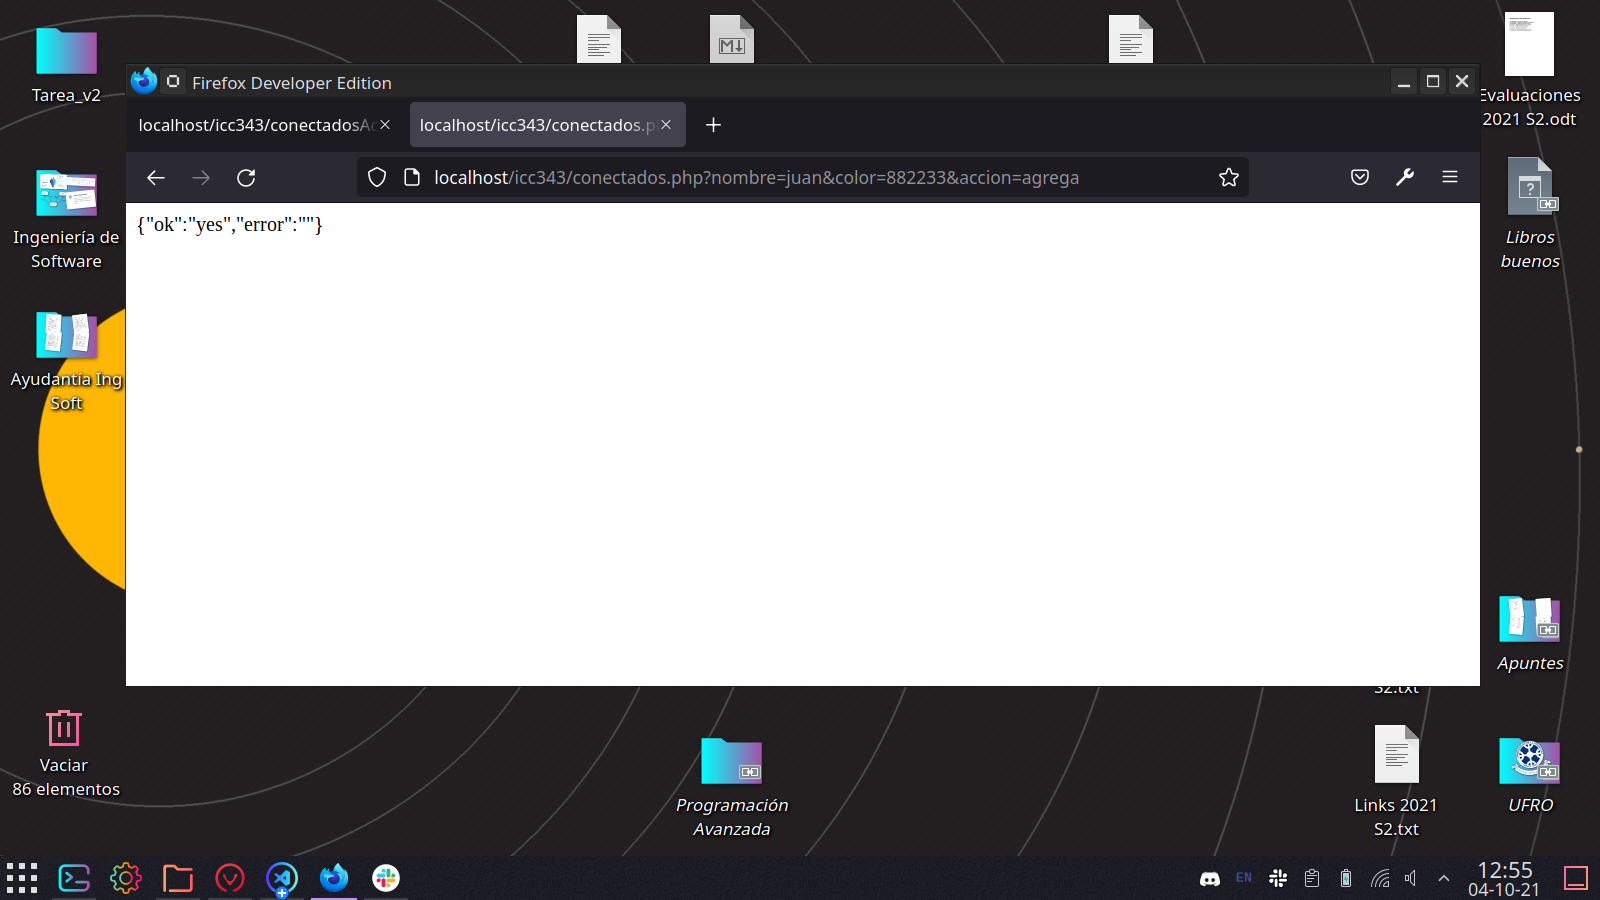 Tarea_v2
Ingeniería de
Software
Ayudantía Ing
Soft
Vaciar
86 elementos
M
Firefox Developer Edition
localhost/icc343/conectadosAc
localhost/icc343/conectados.p
localhost/icc343/conectados.php?nombre=juan&color=882233&accion=agrega
{"ok":"yes","error":""}
Evaluaciones
2021 S2.odt
?
Libros
buenos
Apuntes
S2.txt
Programación
Avanzada
Links 2021
S2.txt
UFRO
EN
12:55
04-10-21